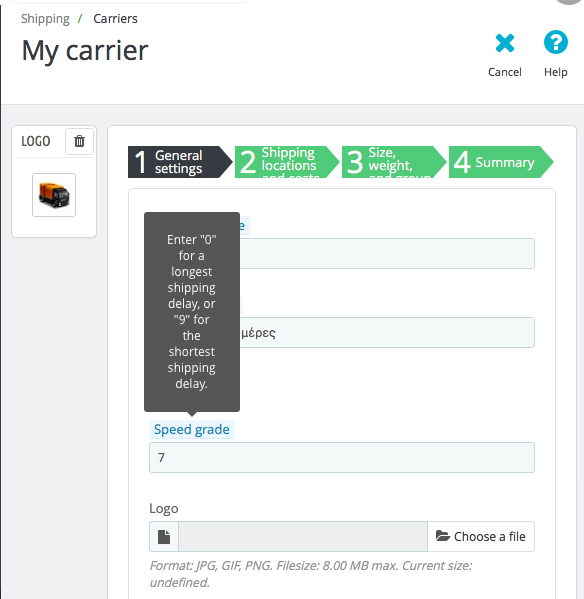 Shipping / Carriers
My carrier
Cancel
Help
LOGO
1 General settings
2 Shipping locations and costs
3 Size, weight, and group
4 Summary
Enter "0"
for a
longest
shipping
delay, or
"9" for
the
shortest
shipping
delay.
e
μέρες
Speed grade
7
Logo
Choose a file
Format: JPG, GIF, PNG. Filesize: 8.00 MB max. Current size:
undefined.